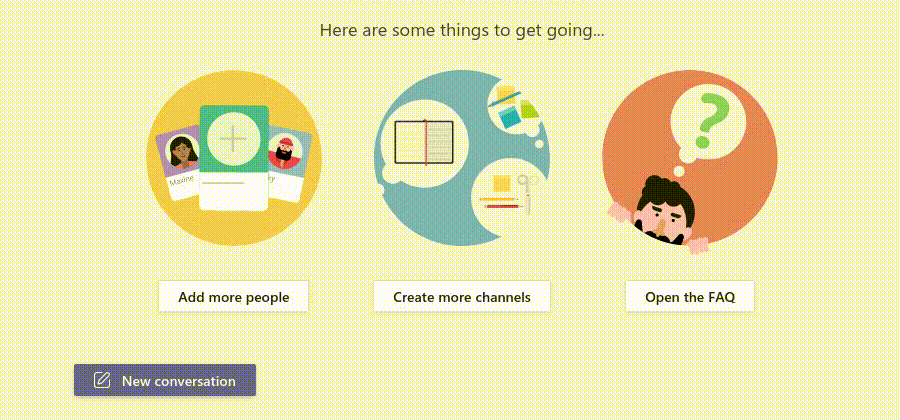 Here are some things to get going...
Maxine
ky
Add more people
Create more channels
Open the FAQ
New conversation